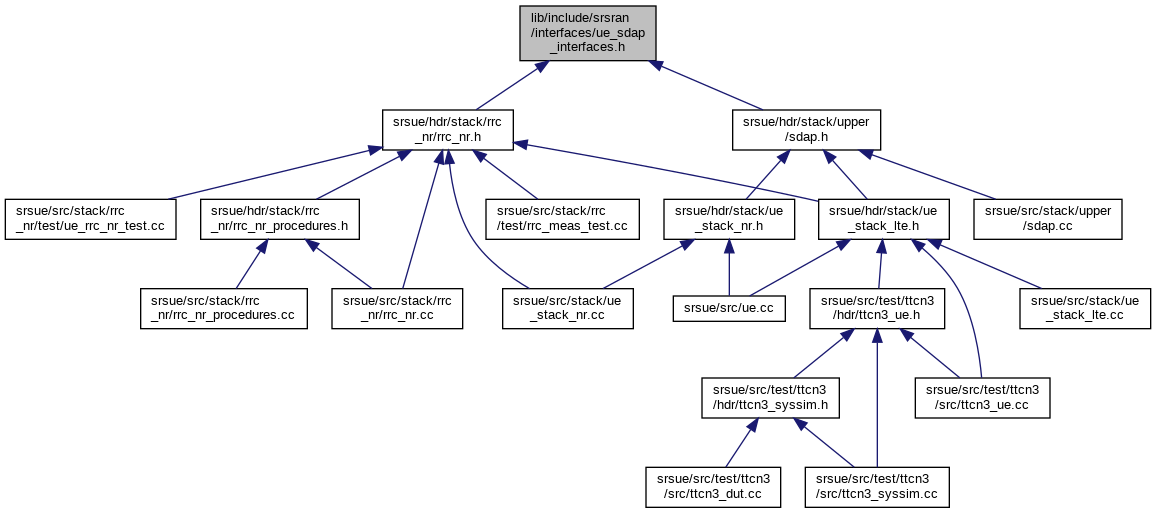 lib/include/srsran
/interfaces/ue_sdap
_interfaces.h
srsue/hdr/stack/rrc
_nr/rrc_nr.h
srsue/hdr/stack/upper
/sdap.h
srsue/src/stack/rrc
_nr/test/ue_rrc_nr_test.cc
srsue/hdr/stack/rrc
_nr/rrc_nr_procedures.h
srsue/src/stack/rrc
/test/rrc_meas_test.cc
srsue/hdr/stack/ue
_stack_nr.h
srsue/hdr/stack/ue
_stack_lte.h
srsue/src/stack/upper
/sdap.cc
srsue/src/stack/rrc
_nr/rrc_nr_procedures.cc
srsue/src/stack/rrc
_nr/rrc_nr.cc
srsue/src/stack/ue
_stack_nr.cc
srsue/src/ue.cc
srsue/src/test/ttcn3
/hdr/ttcn3_ue.h
srsue/src/stack/ue
_stack_lte.cc
srsue/src/test/ttcn3
/hdr/ttcn3_syssim.h
srsue/src/test/ttcn3
/src/ttcn3_ue.cc
srsue/src/test/ttcn3
/src/ttcn3_dut.cc
srsue/src/test/ttcn3
/src/ttcn3_syssim.cc